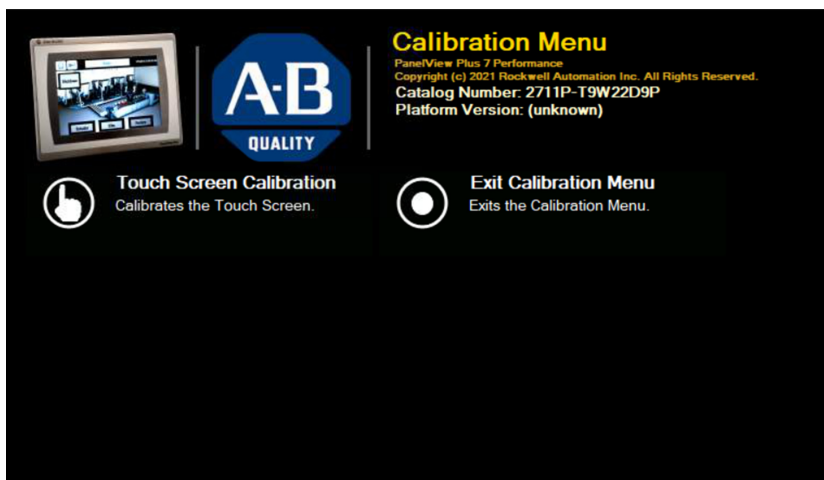 A·B
QUALITY
Calibration Menu
PanelView Plus 7 Performance
Copyright (c) 2021 Rockwell Automation Inc. All Rights Reserved.
Catalog Number: 2711P-T9W22D9P
Platform Version: (unknown)
Touch Screen Calibration
Calibrates the Touch Screen.
Exit Calibration Menu
Exits the Calibration Menu.